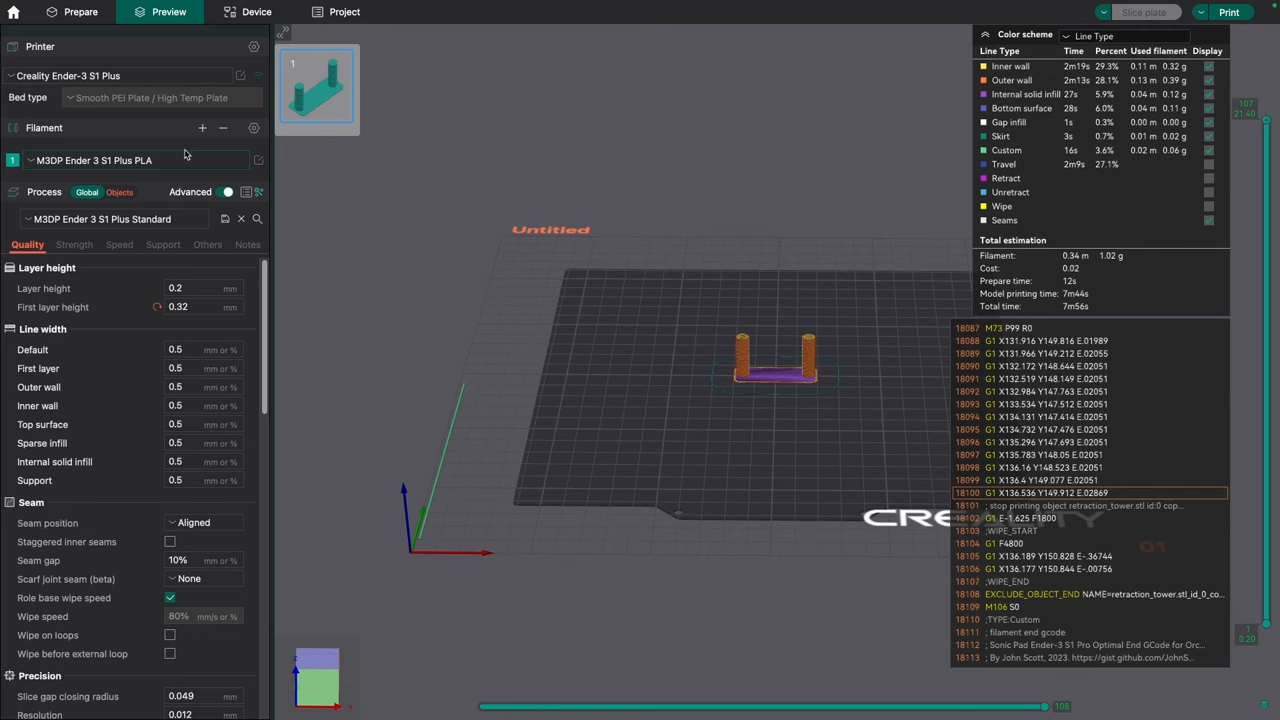 Prepare
Preview
Device
Project
Slice plate
Print
Printer
Creality Ender-3 S1 Plus
Bed type
Smooth PEI Plate / High Temp Plate
Filament
1
M3DP Ender 3 S1 Plus PLA
Process
Global
Objects
Advanced
M3DP Ender 3 S1 Plus Standard
Quality
Strength
Speed
Support
Others
Notes
Layer height
Layer height 0.2 mm
First layer height 0.32 mm
Line width
Default 0.5 mm or %
First layer 0.5 mm or %
Outer wall 0.5 mm or %
Inner wall 0.5 mm or %
Top surface 0.5 mm or %
Sparse infill 0.5 mm or %
Internal solid infill 0.5 mm or %
Support 0.5 mm or %
Seam
Seam position Aligned
Staggered inner seams
Seam gap 10% mm or %
Scarf joint seam (beta) None
Role base wipe speed
Wipe speed 80% mm/s or %
Wipe on loops
Wipe before external loop
Precision
Slice gap closing radius 0.049 mm
Resolution 0.012 mm
1
Untitled
CREALITY
01
z
x
Color scheme Line Type
Line Type Time Percent Used filament Display
Inner wall 2m19s 29.3% 0.11 m 0.32 g
Outer wall 2m13s 28.1% 0.13 m 0.39 g
Internal solid infill 27s 5.9% 0.04 m 0.12 g
Bottom surface 28s 6.0% 0.04 m 0.11 g
Gap infill 1s 0.3% 0.00 m 0.00 g
Skirt 3s 0.7% 0.01 m 0.02 g
Custom 16s 3.6% 0.02 m 0.06 g
Travel 2m9s 27.1%
Retract
Unretract
Wipe
Seams
Total estimation
Filament: 0.34 m 1.02 g
Cost: 0.02
Prepare time: 12s
Model printing time: 7m44s
Total time: 7m56s
107
21.40
18087 M73 P99 R0
18088 G1 X131.916 Y149.816 E.01989
18089 G1 X131.966 Y149.212 E.02055
18090 G1 X132.172 Y148.644 E.02051
18091 G1 X132.519 Y148.149 E.02051
18092 G1 X132.984 Y147.763 E.02051
18093 G1 X133.534 Y147.512 E.02051
18094 G1 X134.131 Y147.414 E.02051
18095 G1 X134.732 Y147.476 E.02051
18096 G1 X135.296 Y147.693 E.02051
18097 G1 X135.783 Y148.05 E.02051
18098 G1 X136.16 Y148.523 E.02051
18099 G1 X136.4 Y149.077 E.02051
18100 G1 X136.536 Y149.912 E.02869
18101 ; stop printing object retraction_tower.stl id:0 cop...
18102 G1 E-1.625 F1800
18103 ;WIPE_START
18104 G1 F4800
18105 G1 X136.189 Y150.828 E-.36744
18106 G1 X136.177 Y150.844 E-.00756
18107 ;WIPE_END
18108 EXCLUDE_OBJECT_END NAME=retraction_tower.stl_id_0_co...
18109 M106 S0
18110 ;TYPE:Custom
18111 ; filament end gcode
18112 ; Sonic Pad Ender-3 S1 Pro Optimal End GCode for Orc...
18113 ; By John Scott, 2023. https://gist.github.com/JohnS...
1
0.20
108